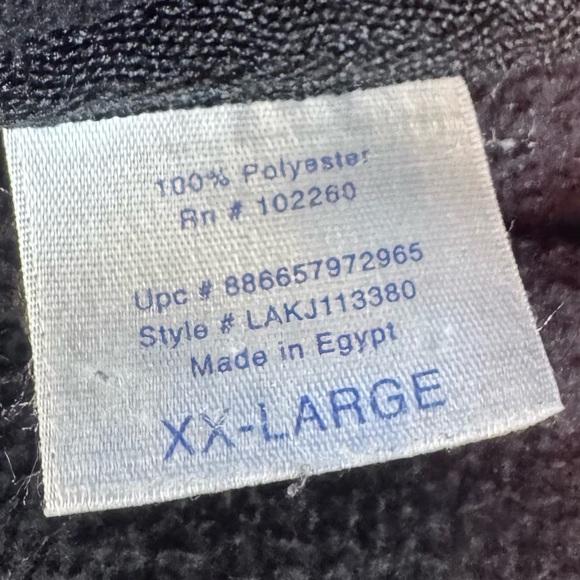 100% Polyester
Rn # 102260
Upc # 886657972965
Style # LAKJ113380
Made in Egypt
XX-LARGE